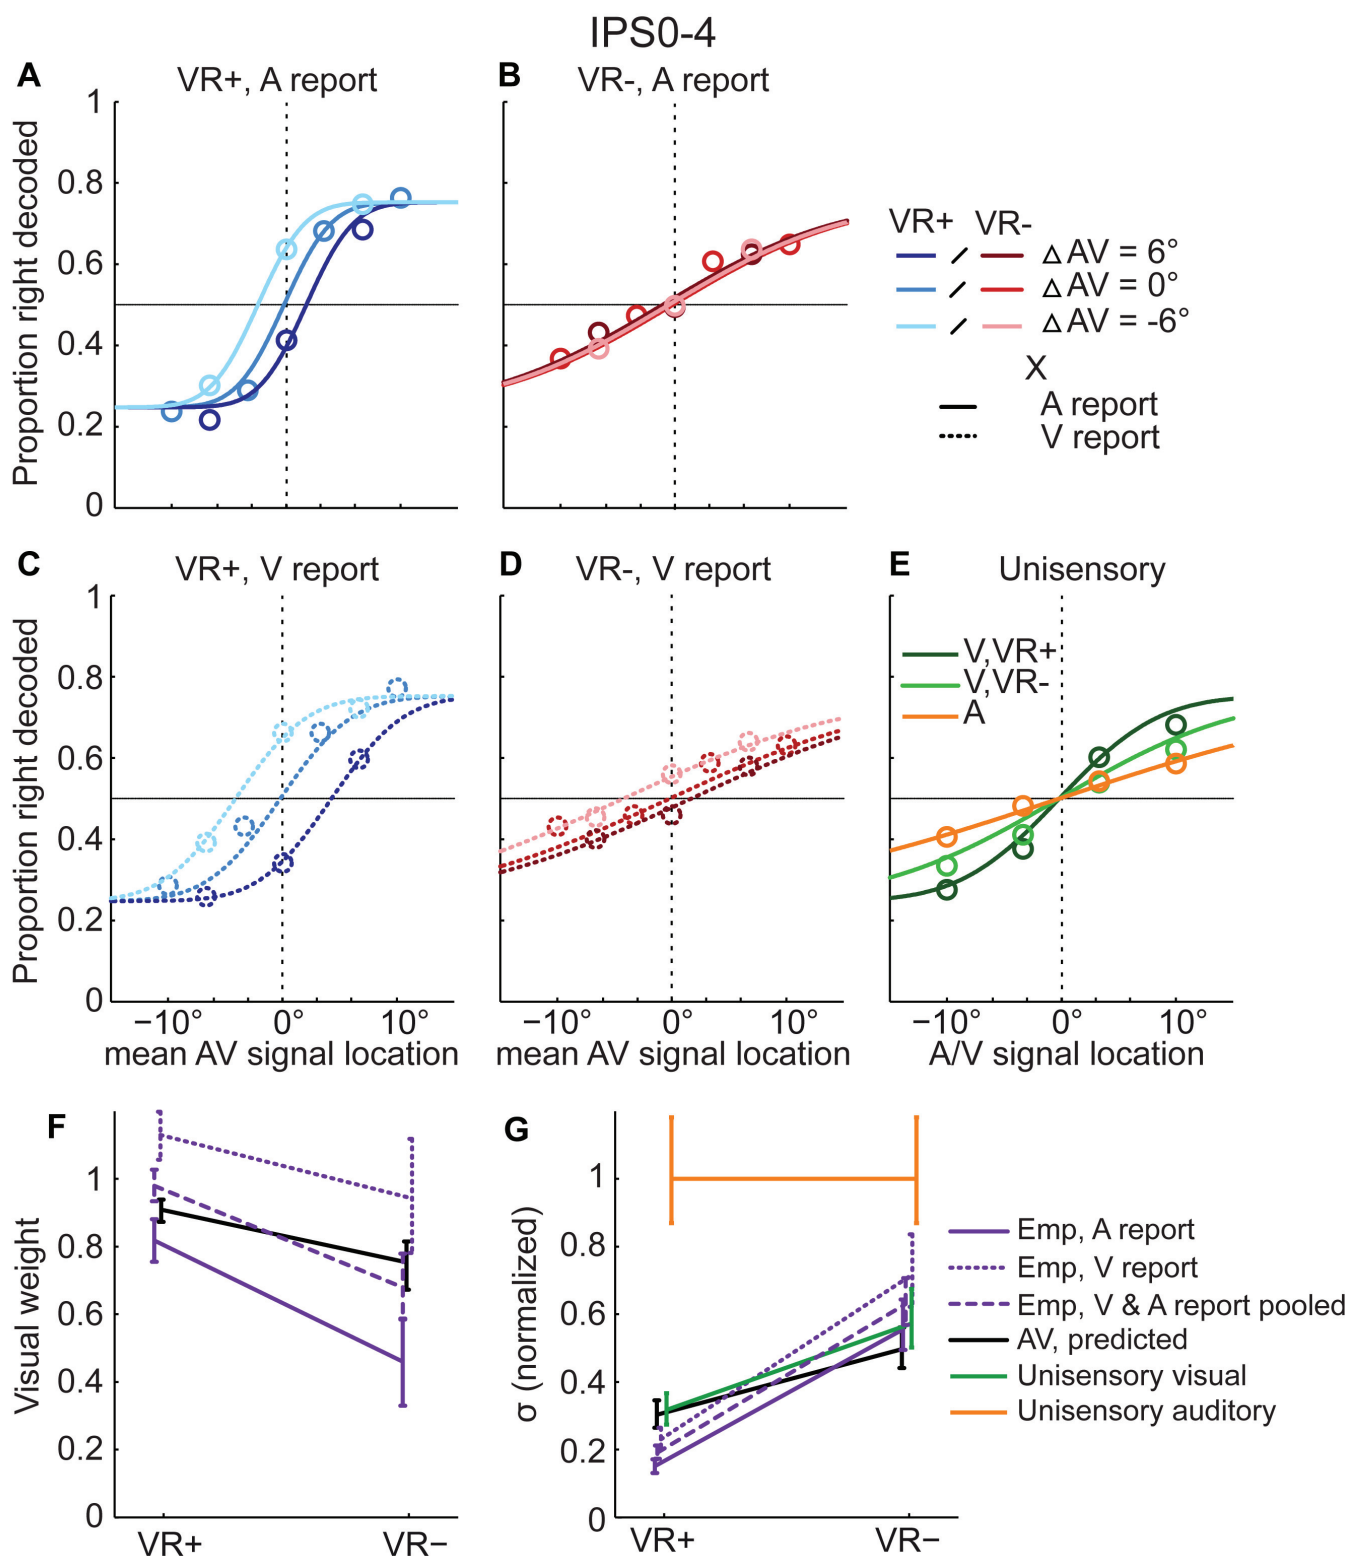 IPS0-4
A VR+, A report
B VR-, A report
Proportion right decoded
1
0.8
0.6
0.4
0.2
0
VR+ VR-
△ AV = 6°
△ AV = 0°
△ AV = -6°
X
A report
V report
C VR+, V report
D VR-, V report
E Unisensory
Proportion right decoded
1
0.8
0.6
0.4
0.2
0
V,VR+
V,VR-
A
−10° 0° 10°
−10° 0° 10°
−10° 0° 10°
mean AV signal location
mean AV signal location
A/V signal location
F
Visual weight
1
0.8
0.6
0.4
0.2
0
VR+ VR−
G
σ (normalized)
1
0.8
0.6
0.4
0.2
0
VR+ VR−
Emp, A report
Emp, V report
Emp, V & A report pooled
AV, predicted
Unisensory visual
Unisensory auditory